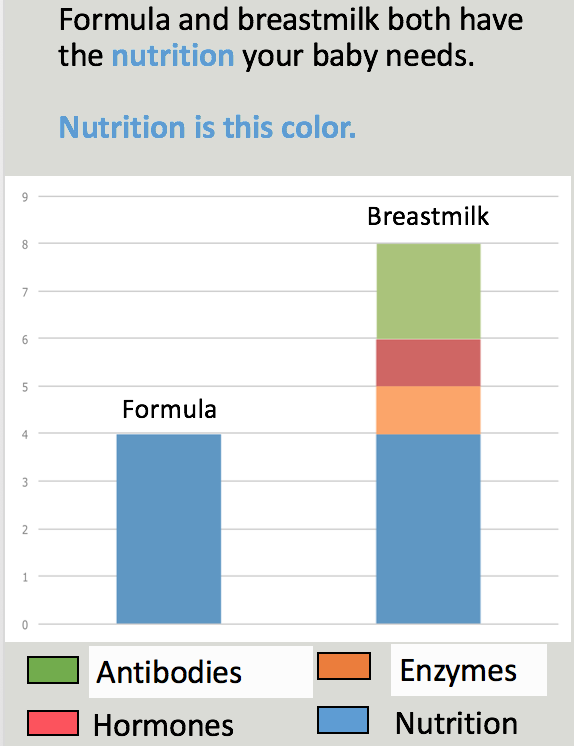 Formula and breastmilk both have
the nutrition your baby needs.
Nutrition is this color.
9
Breastmilk
8
7
6
5
Formula
4
3
2
1
0
Antibodies
Enzymes
Hormones
Nutrition